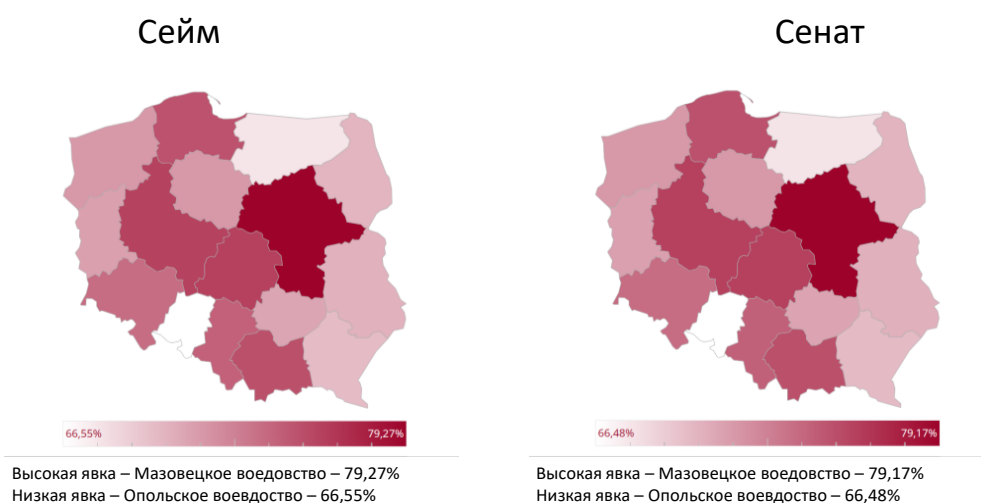 Сейм
Сенат
66,55%
79,27%
66,48%
79,17%
Высокая явка – Мазовецкое воедовство – 79,27%
Низкая явка – Опольское воевдоство – 66,55%
Высокая явка – Мазовецкое воедовство – 79,17%
Низкая явка – Опольское воевдоство – 66,48%